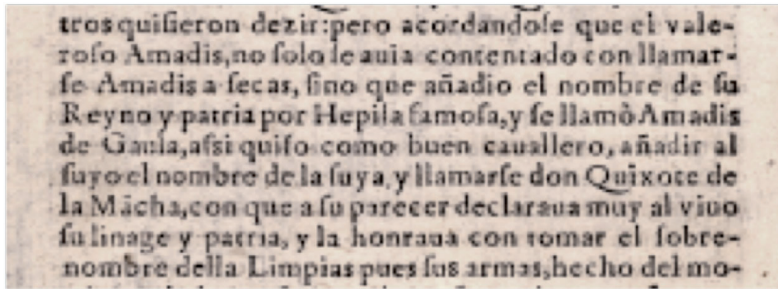 tros quiſieron dezir: pero acordandoſe que el vale-
roſo Amadis, no ſolo ſe auia contentado con llamar-
ſe Amadis a ſecas, ſino que añadio el nombre de ſu
Reyno y patria por Hepila famoſa, y ſe llamò Amadis
de Gaula, aſsi quiſo como buen cauallero, añadir al
ſuyo el nombre de la ſuya, y llamarſe don Quixote de
la Mãcha, con que a ſu parecer declaraua muy al viuo
ſu linage y patria, y la honraua con tomar el ſobre-
nombre della Limpias pues ſus armas, hecho del mo-